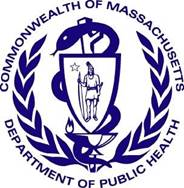 COMMONWEALTH OF MASSACHUSETTS
DEPARTMENT OF PUBLIC HEALTH